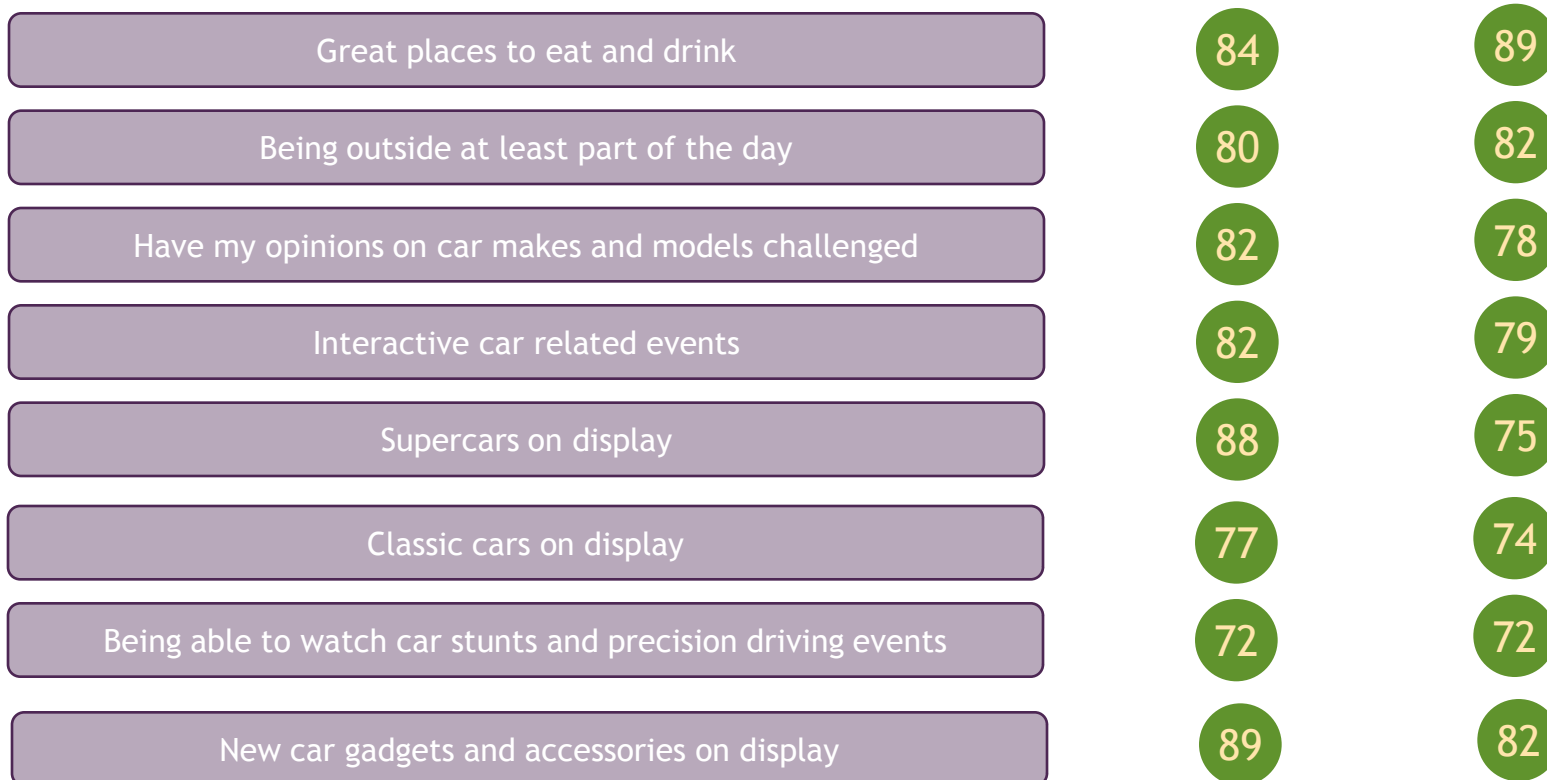 Great places to eat and drink 84 89
Being outside at least part of the day 80 82
Have my opinions on car makes and models challenged 82 78
Interactive car related events 82 79
Supercars on display 88 75
Classic cars on display 77 74
Being able to watch car stunts and precision driving events 72 72
New car gadgets and accessories on display 89 82